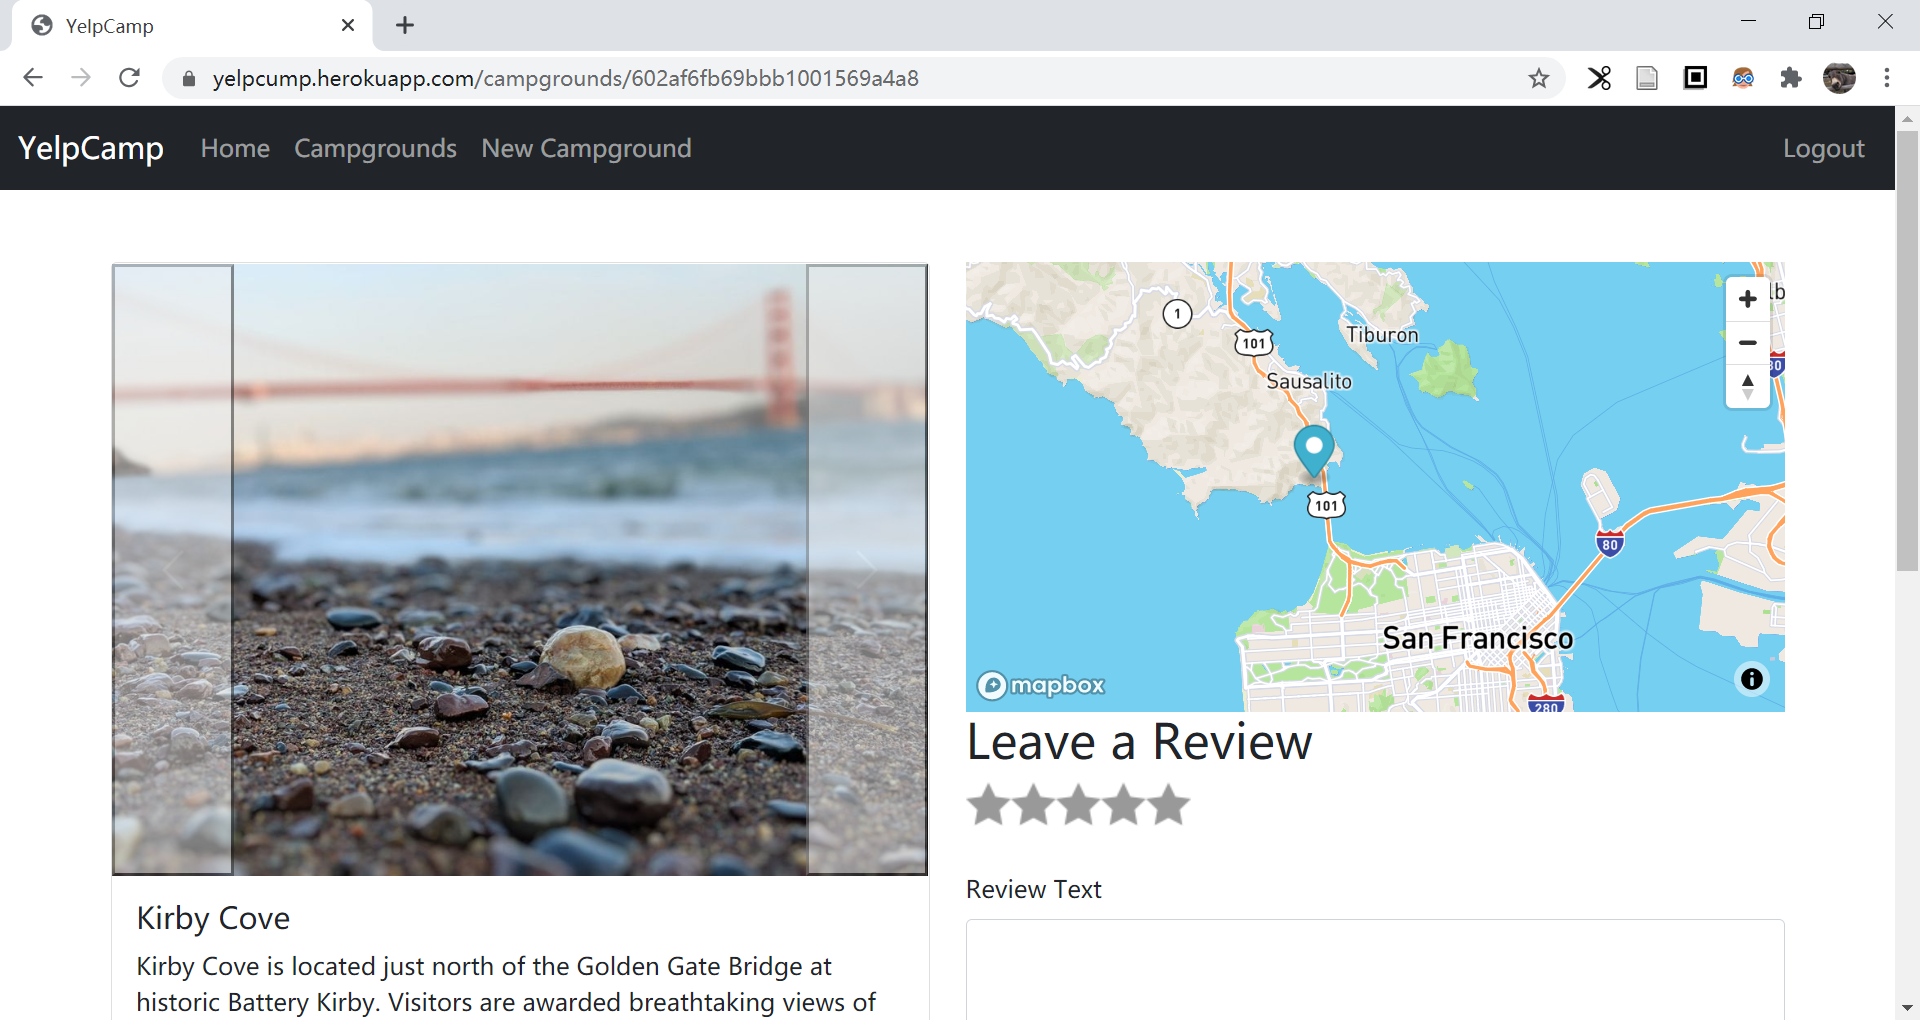 YelpCamp
yelpcump.herokuapp.com/campgrounds/602af6fb69bbb1001569a4a8
YelpCamp Home Campgrounds New Campground Logout
1
101
Tiburon
lb
Sausalito
80
101
80
San Francisco
mapbox
280
Leave a Review
Review Text
Kirby Cove
Kirby Cove is located just north of the Golden Gate Bridge at
historic Battery Kirby. Visitors are awarded breathtaking views of